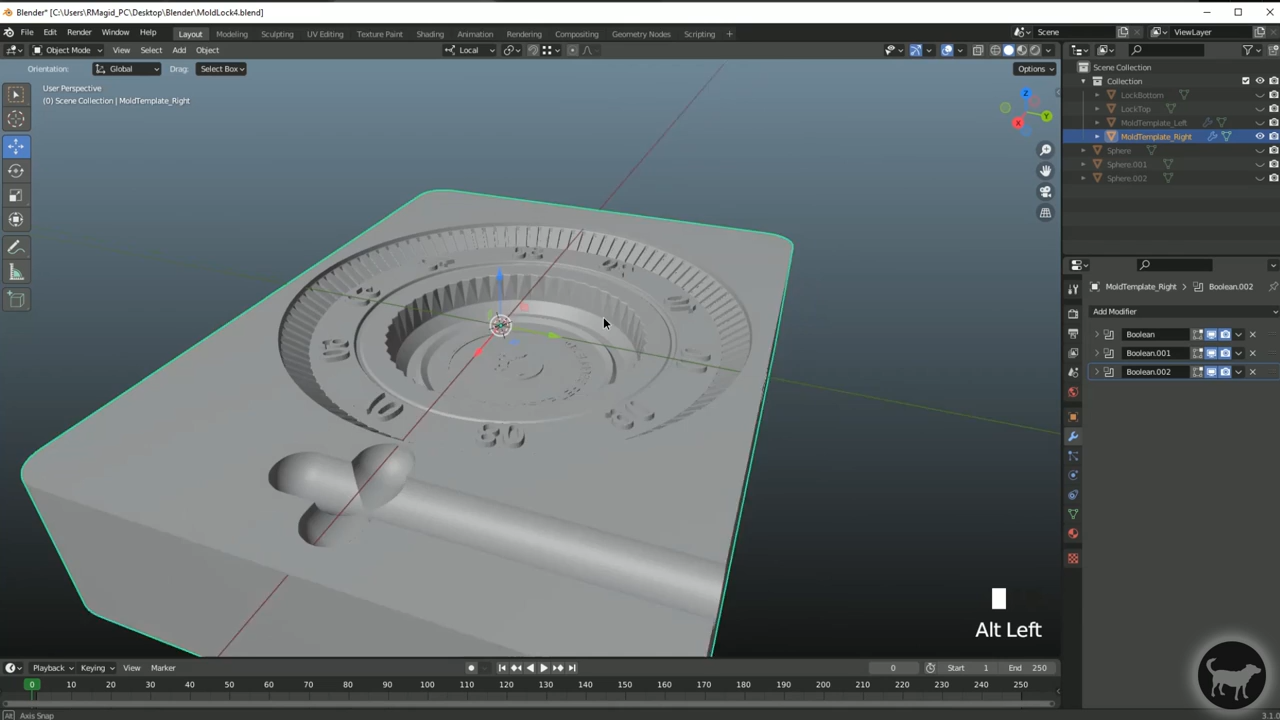 Blender* [C:\Users\RMagid_PC\Desktop\Blender\MoldLock4.blend]
File Edit Render Window Help Layout Modeling Sculpting UV Editing Texture Paint Shading Animation Rendering Compositing Geometry Nodes Scripting + Scene ViewLayer
Object Mode View Select Add Object Local
Orientation: Global Drag: Select Box Options
User Perspective
(0) Scene Collection | MoldTemplate_Right
Scene Collection
Collection
LockBottom
LockTop
MoldTemplate_Left
MoldTemplate_Right
Sphere
Sphere.001
Sphere.002
Z
Y
X
MoldTemplate_Right > Boolean.002
Add Modifier
Boolean
Boolean.001
Boolean.002
80
Alt Left
Playback Keying View Marker 0 Start 1 End 250
0 10 20 30 40 50 60 70 80 90 100 110 120 130 140 150 160 170 180 190 200 210 220 230 240 250
Alt Axis Snap 3.1.0